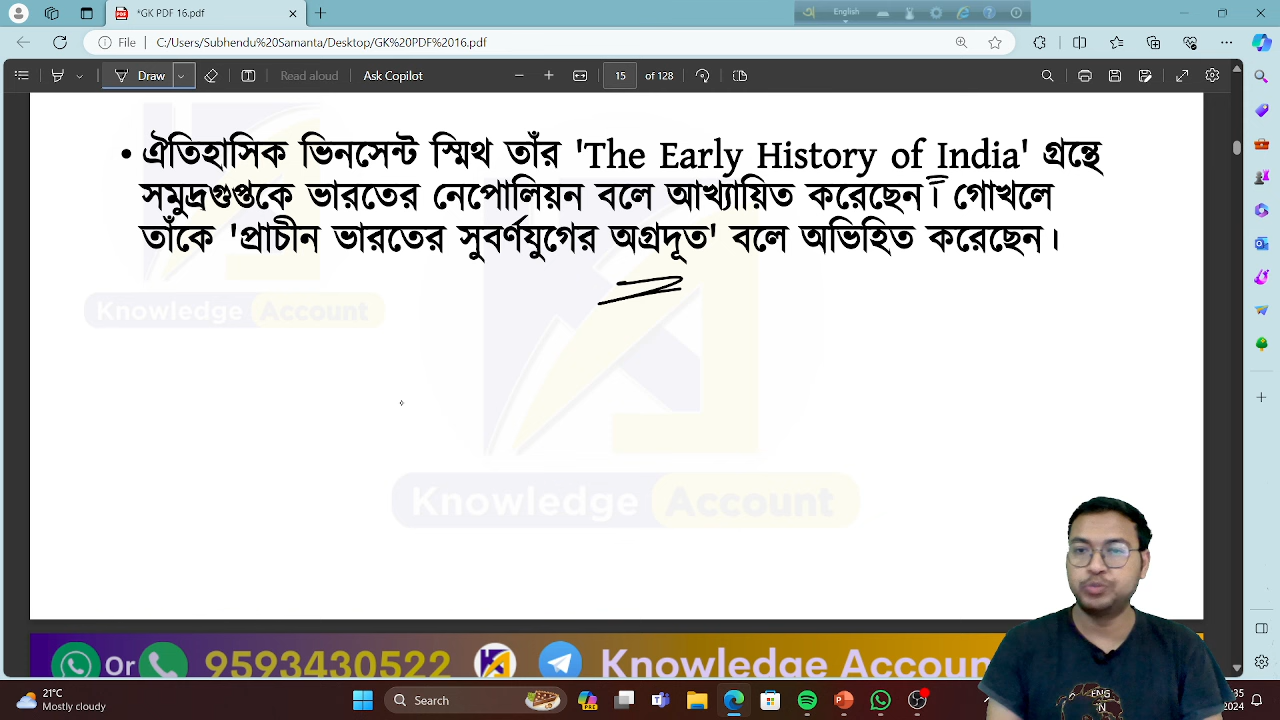 *GK PDF 16.pdf
English
File
C:/Users/Subhendu%20Samanta/Desktop/GK%20PDF%2016.pdf
Draw
Read aloud
Ask Copilot
15
of 128
• ঐতিহাসিক ভিনসেন্ট স্মিথ তাঁর 'The Early History of India' গ্রন্থে
সমুদ্রগুপ্তকে ভারতের নেপোলিয়ন বলে আখ্যায়িত করেছেন। গোখলে
তাঁকে 'প্রাচীন ভারতের সুবর্ণযুগের অগ্রদূত' বলে অভিহিত করেছেন।
Knowledge Account
Knowledge Account
Or 9593430522 Knowledge Accoun
21°C
Mostly cloudy
Search
ENG